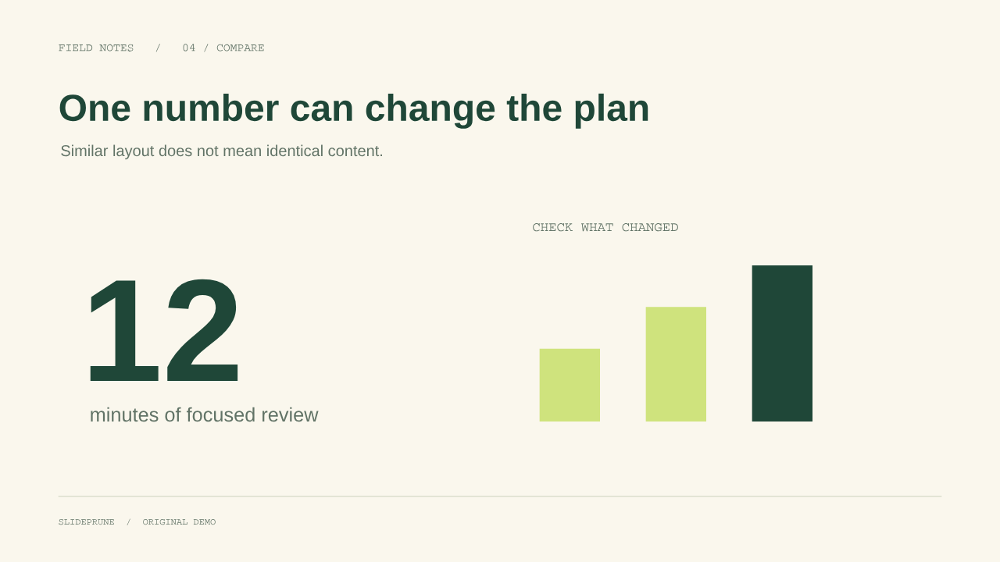 FIELD NOTES / 04 / COMPARE
One number can change the plan
Similar layout does not mean identical content.
CHECK WHAT CHANGED
12
minutes of focused review
SLIDEPRUNE / ORIGINAL DEMO